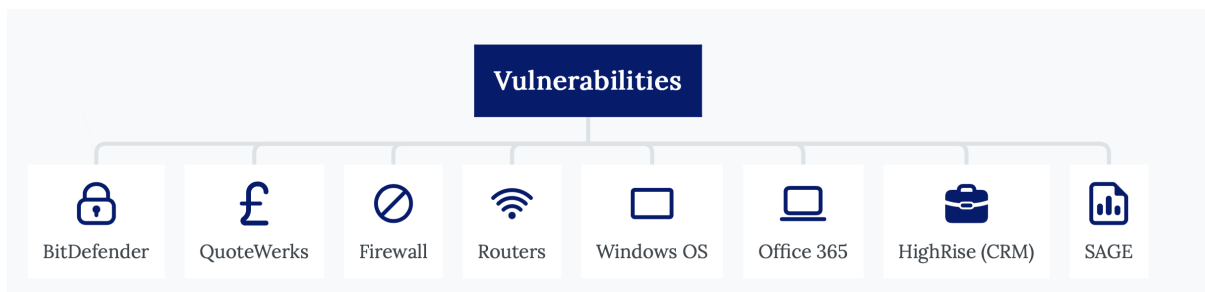 Vulnerabilities
BitDefender
QuoteWerks
Firewall
Routers
Windows OS
Office 365
HighRise (CRM)
SAGE